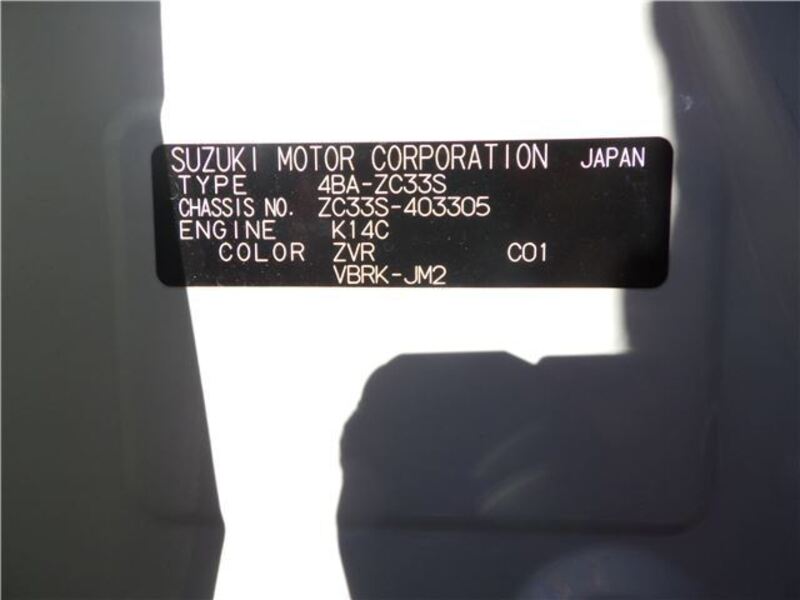 SUZUKI MOTOR CORPORATION JAPAN
TYPE 4BA-ZC33S
CHASSIS NO. ZC33S-403305
ENGINE K14C
COLOR ZVR C01
VBRK-JM2